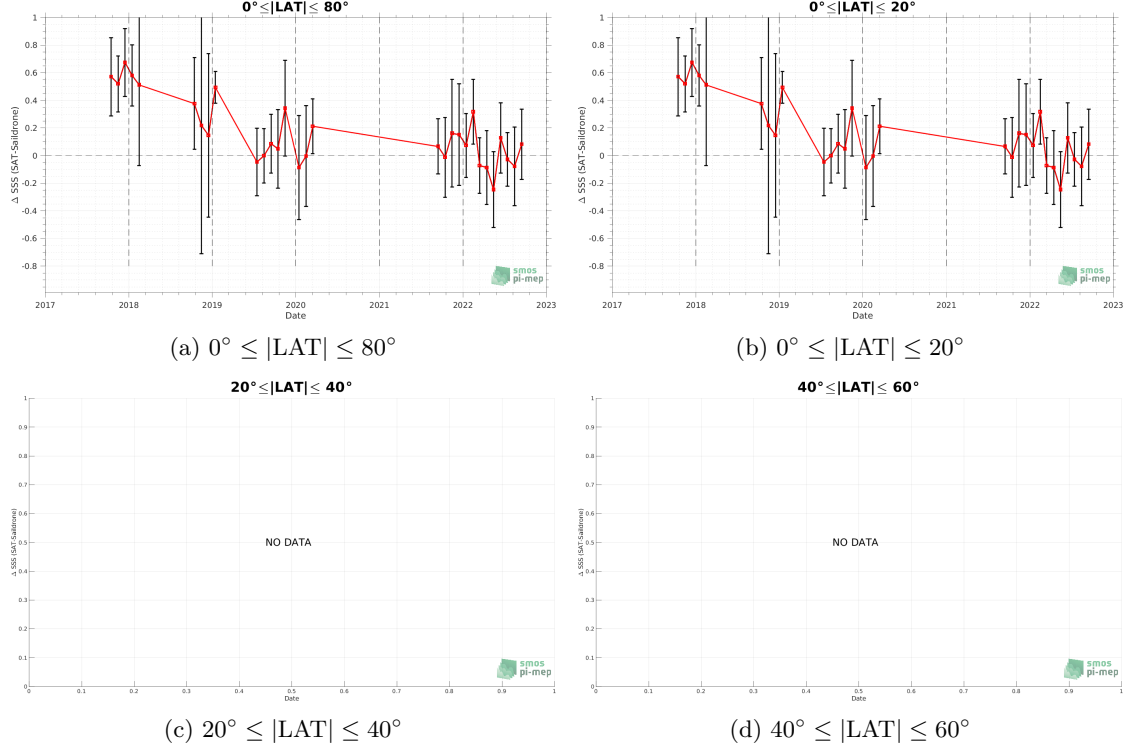 0°≤|LAT|≤ 80°
1
0.8
0.6
0.4
0.2
0
-0.2
-0.4
-0.6
-0.8
Δ SSS (SAT-Saildrone)
2017 2018 2019 2020 2021 2022 2023
Date
smos
pi-mep
(a) 0° ≤ |LAT| ≤ 80°
0°≤|LAT|≤ 20°
1
0.8
0.6
0.4
0.2
0
-0.2
-0.4
-0.6
-0.8
Δ SSS (SAT-Saildrone)
2017 2018 2019 2020 2021 2022 2023
Date
smos
pi-mep
(b) 0° ≤ |LAT| ≤ 20°
20°≤|LAT|≤ 40°
1
0.9
0.8
0.7
0.6
0.5
0.4
0.3
0.2
0.1
0
Δ SSS (SAT-Saildrone)
NO DATA
0 0.1 0.2 0.3 0.4 0.5 0.6 0.7 0.8 0.9 1
Date
smos
pi-mep
(c) 20° ≤ |LAT| ≤ 40°
40°≤|LAT|≤ 60°
1
0.9
0.8
0.7
0.6
0.5
0.4
0.3
0.2
0.1
0
Δ SSS (SAT-Saildrone)
NO DATA
0 0.1 0.2 0.3 0.4 0.5 0.6 0.7 0.8 0.9 1
Date
smos
pi-mep
(d) 40° ≤ |LAT| ≤ 60°